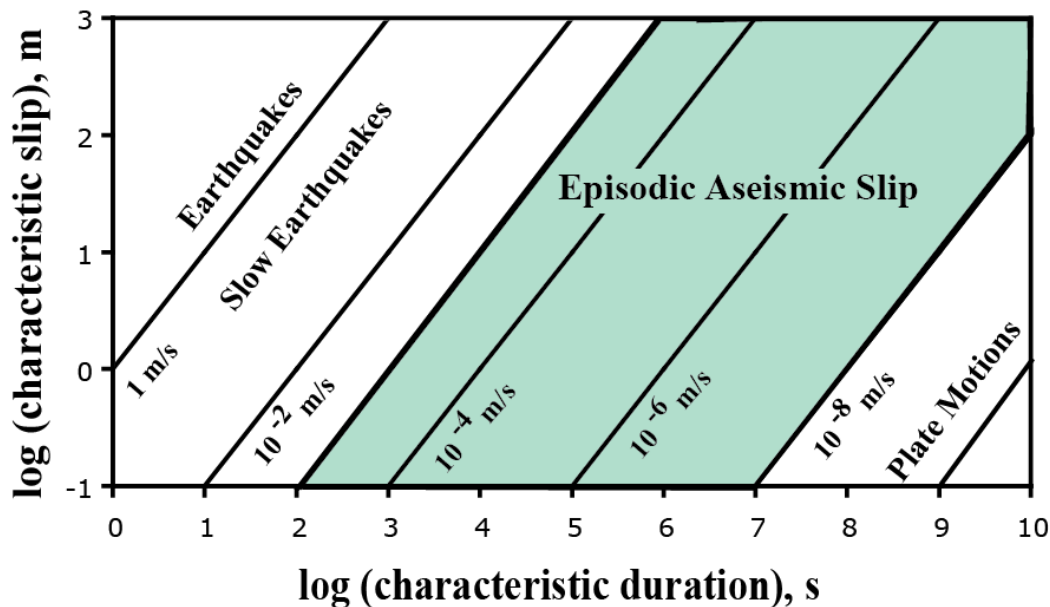 log (characteristic slip), m
3
2
1
0
-1
Earthquakes
Slow Earthquakes
Episodic Aseismic Slip
Plate Motions
1 m/s
10⁻² m/s
10⁻⁴ m/s
10⁻⁶ m/s
10⁻⁸ m/s
0 1 2 3 4 5 6 7 8 9 10
log (characteristic duration), s